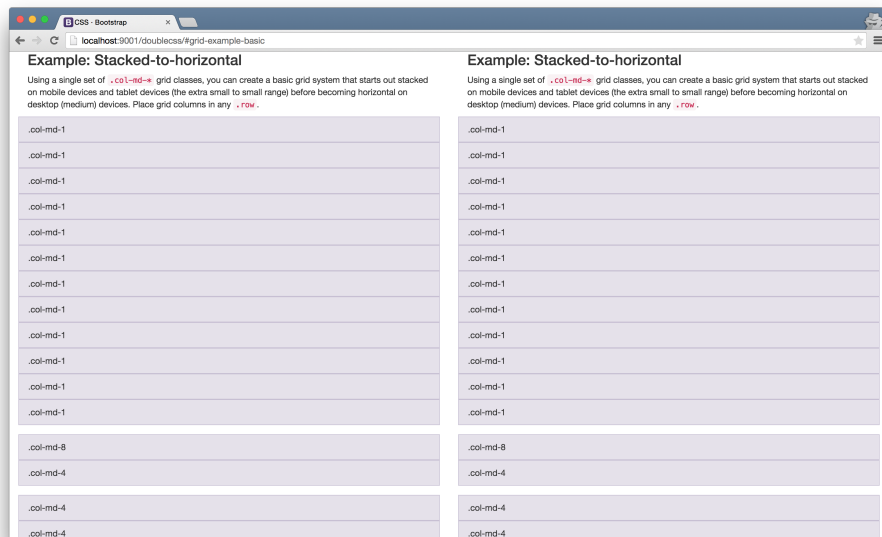 CSS · Bootstrap
localhost:9001/doublecss/#grid-example-basic
Example: Stacked-to-horizontal
Using a single set of .col-md-* grid classes, you can create a basic grid system that starts out stacked
on mobile devices and tablet devices (the extra small to small range) before becoming horizontal on
desktop (medium) devices. Place grid columns in any .row.
.col-md-1
.col-md-1
.col-md-1
.col-md-1
.col-md-1
.col-md-1
.col-md-1
.col-md-1
.col-md-1
.col-md-1
.col-md-1
.col-md-1
.col-md-8
.col-md-4
.col-md-4
.col-md-4
Example: Stacked-to-horizontal
Using a single set of .col-md-* grid classes, you can create a basic grid system that starts out stacked
on mobile devices and tablet devices (the extra small to small range) before becoming horizontal on
desktop (medium) devices. Place grid columns in any .row.
.col-md-1
.col-md-1
.col-md-1
.col-md-1
.col-md-1
.col-md-1
.col-md-1
.col-md-1
.col-md-1
.col-md-1
.col-md-1
.col-md-1
.col-md-8
.col-md-4
.col-md-4
.col-md-4